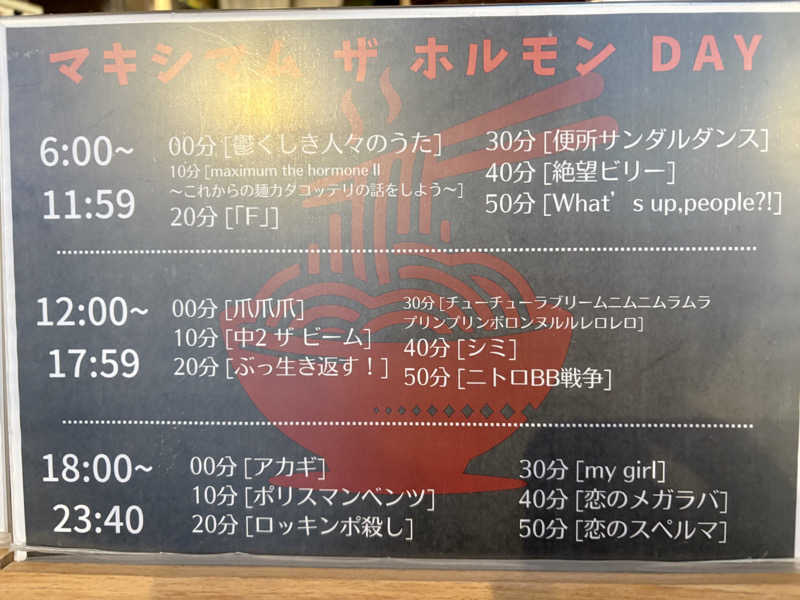 マキシマム ザ ホルモン DAY
6:00~
11:59
00分 [鬱くしき人々のうた]
10分 [maximum the hormone II
～これからの麺カタコッテリの話をしよう～]
20分 [「F」]
30分 [便所サンダルダンス]
40分 [絶望ビリー]
50分 [What's up,people?!]
12:00~
17:59
00分 [爪爪爪]
10分 [中2 ザ ビーム]
20分 [ぶっ生き返す！]
30分 [チューチューラブリームニムニムラムラ
プリンプリンボロンヌルルレロレロ]
40分 [シミ]
50分 [ニトロBB戦争]
18:00~
23:40
00分 [アカギ]
10分 [ポリスマンベンツ]
20分 [ロッキンポ殺し]
30分 [my girl]
40分 [恋のメガラバ]
50分 [恋のスペルマ]